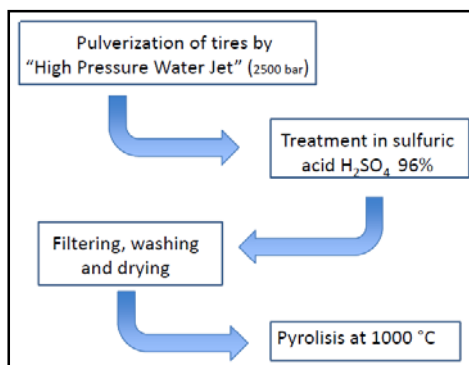 Pulverization of tires by
“High Pressure Water Jet” (2500 bar)
Treatment in sulfuric
acid H₂SO₄ 96%
Filtering, washing
and drying
Pyrolisis at 1000 ˚C